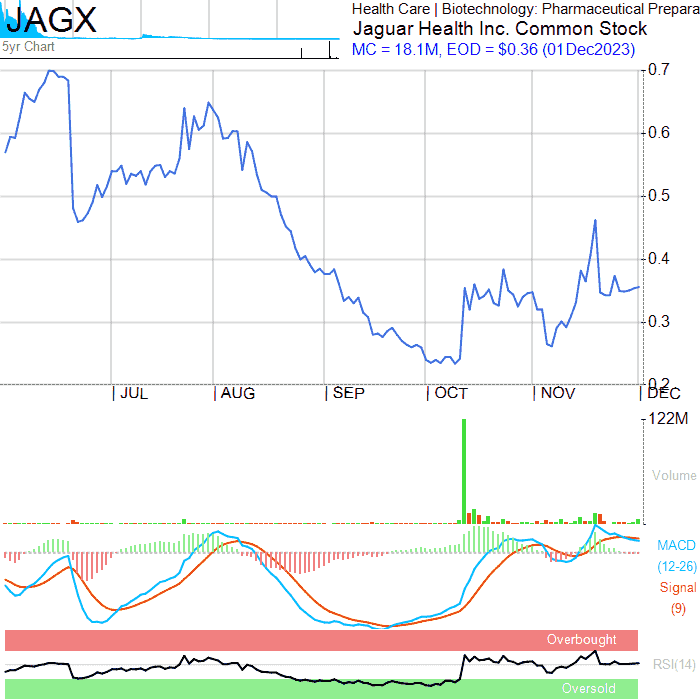 JAGX
Health Care | Biotechnology: Pharmaceutical Prepara
Jaguar Health Inc. Common Stock
5yr Chart
MC = 18.1M, EOD = $0.36 (01Dec2023)
0.7
0.6
0.5
0.4
0.3
0.2
JUL
AUG
SEP
OCT
NOV
DEC
122M
Volume
MACD
(12-26)
Signal
(9)
Overbought
RSI(14)
Oversold